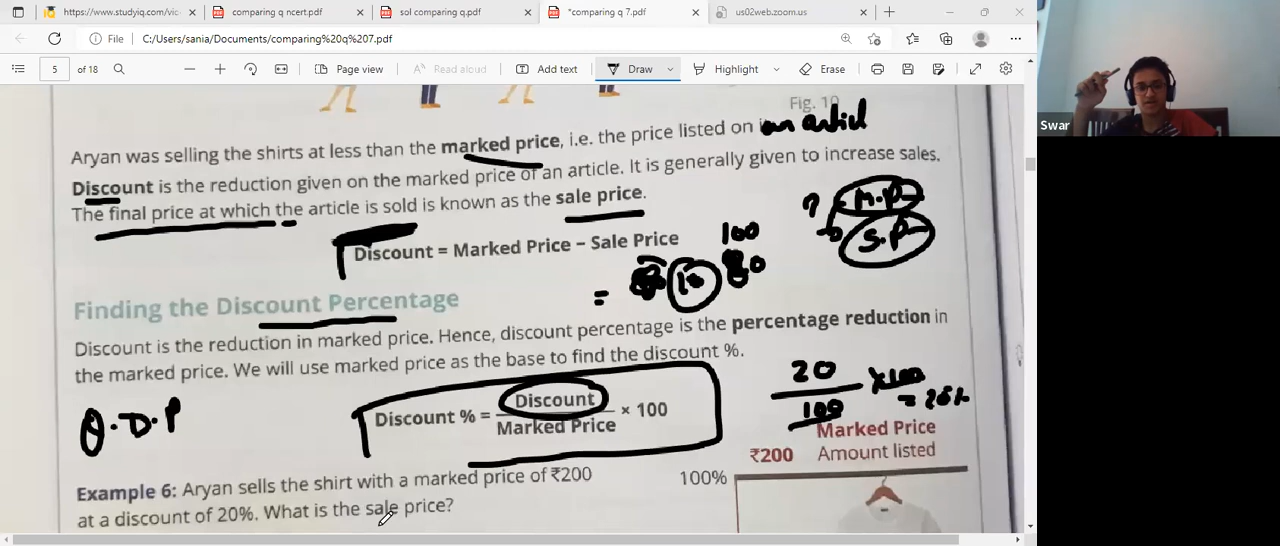 https://www.studyiq.com/vic
comparing q ncert.pdf
sol comparing q.pdf
*comparing q 7.pdf
us02web.zoom.us
File
C:/Users/sania/Documents/comparing%20q%207.pdf
5 of 18
Page view
Read aloud
Add text
Draw
Highlight
Erase
Swar
Fig. 10
Aryan was selling the shirts at less than the marked price, i.e. the price listed on an articl
Discount is the reduction given on the marked price of an article. It is generally given to increase sales.
The final price at which the article is sold is known as the sale price.
? M.P
S.P
Discount = Marked Price – Sale Price
100
= 80
Finding the Discount Percentage
Discount is the reduction in marked price. Hence, discount percentage is the percentage reduction in
the marked price. We will use marked price as the base to find the discount %.
D.P
Discount % = Discount / Marked Price × 100
20 / 100 ×100
Marked Price
₹200 Amount listed
Example 6: Aryan sells the shirt with a marked price of ₹200
100%
at a discount of 20%. What is the sale price?